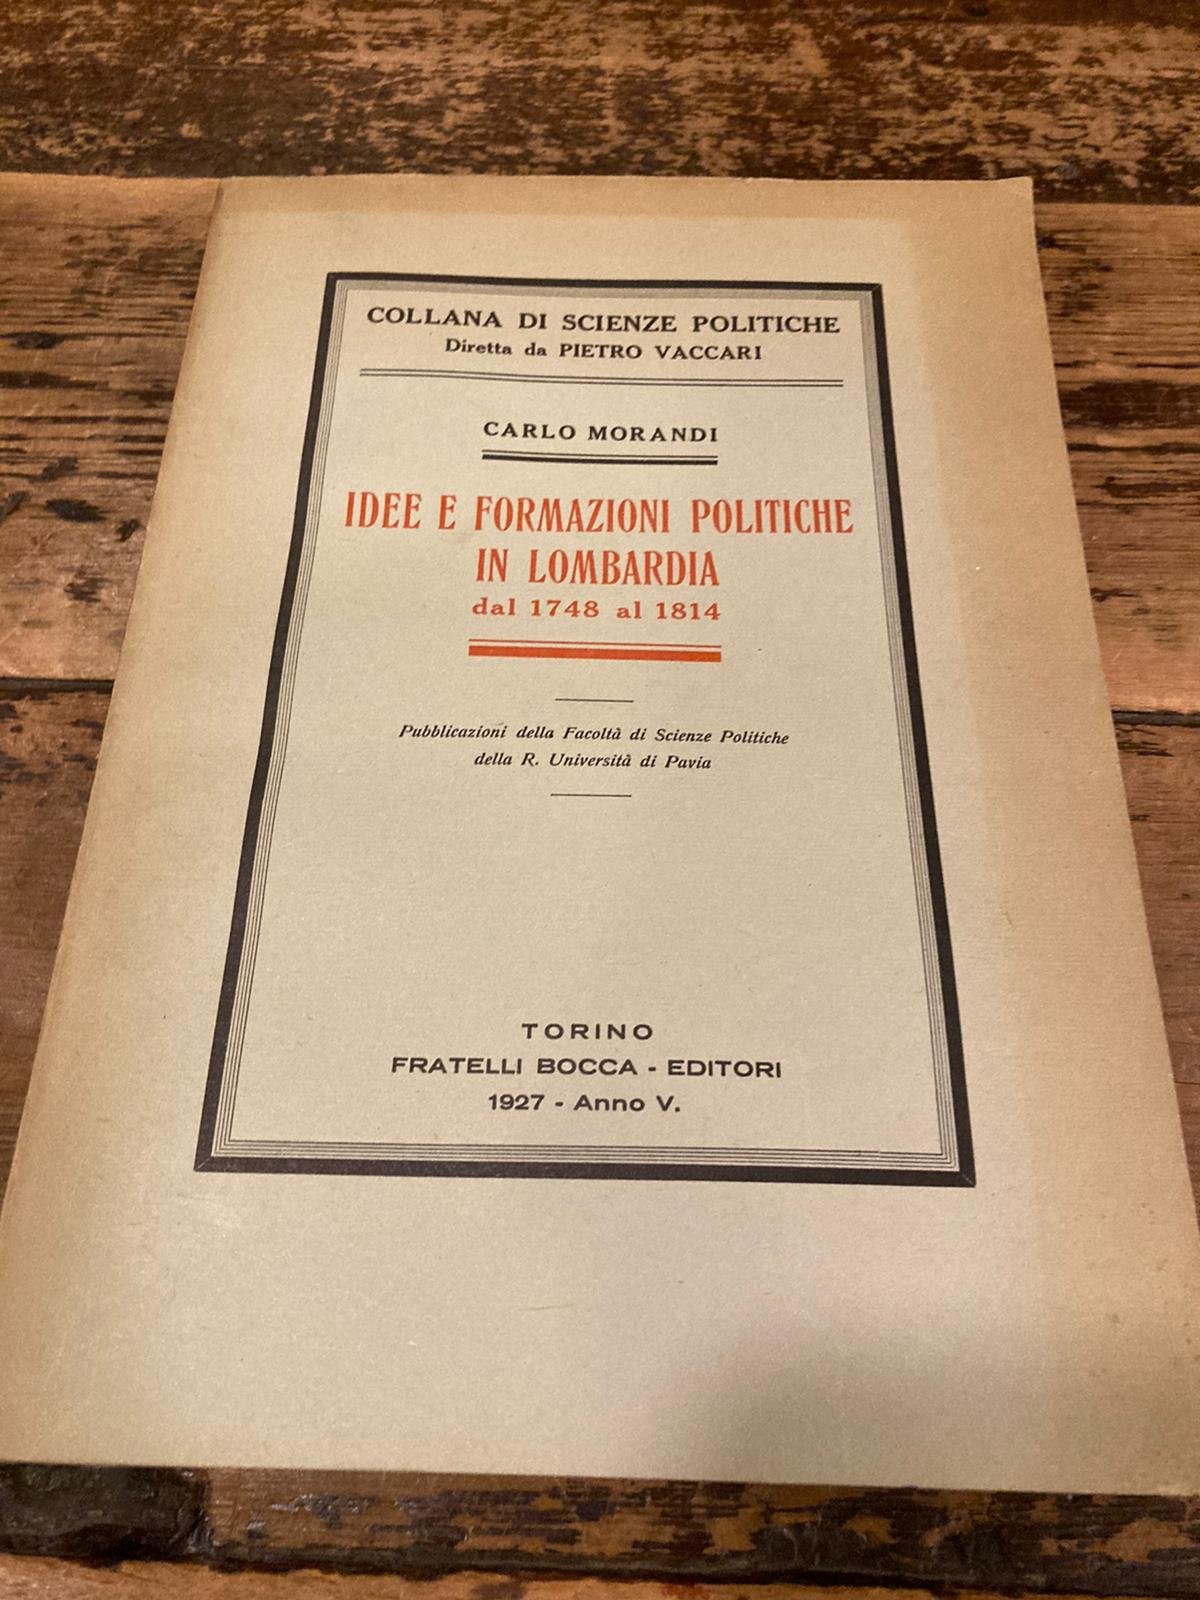 COLLANA DI SCIENZE POLITICHE
Diretta da PIETRO VACCARI
CARLO MORANDI
IDEE E FORMAZIONI POLITICHE
IN LOMBARDIA
dal 1748 al 1814
Pubblicazioni della Facoltà di Scienze Politiche
della R. Università di Pavia
TORINO
FRATELLI BOCCA - EDITORI
1927 - Anno V.